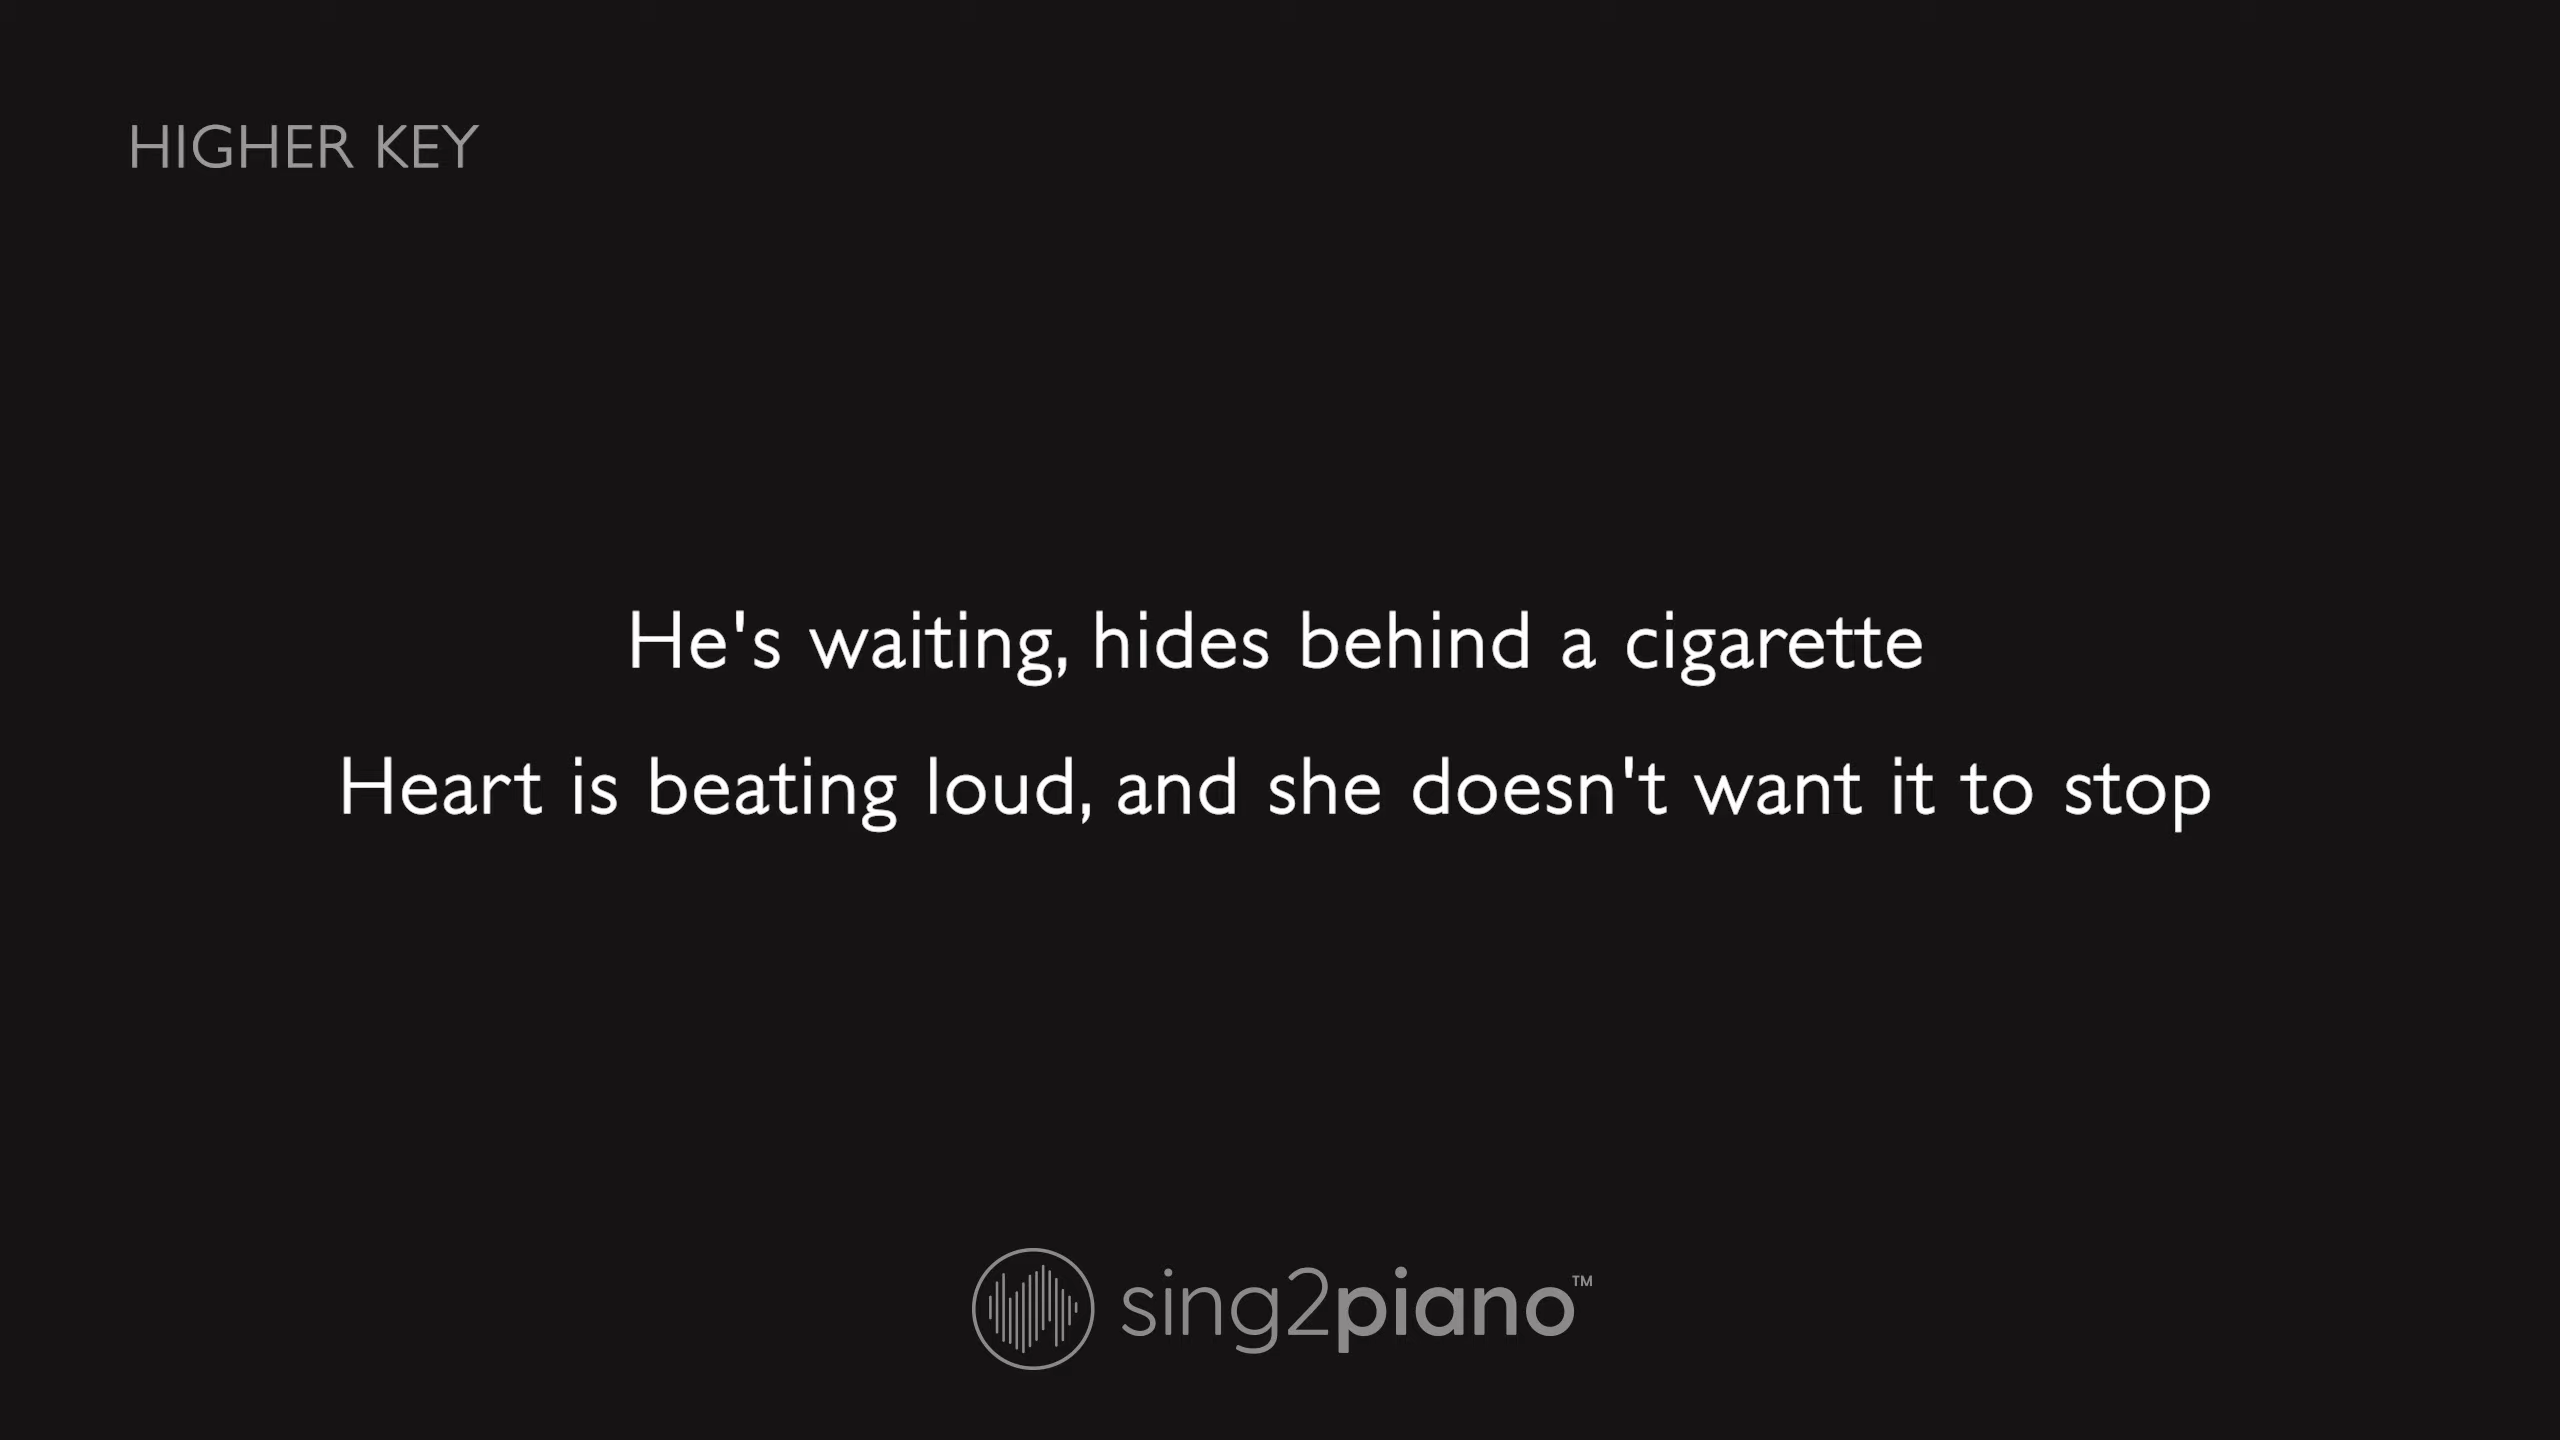 HIGHER KEY
He's waiting, hides behind a cigarette
Heart is beating loud, and she doesn't want it to stop
sing2piano™